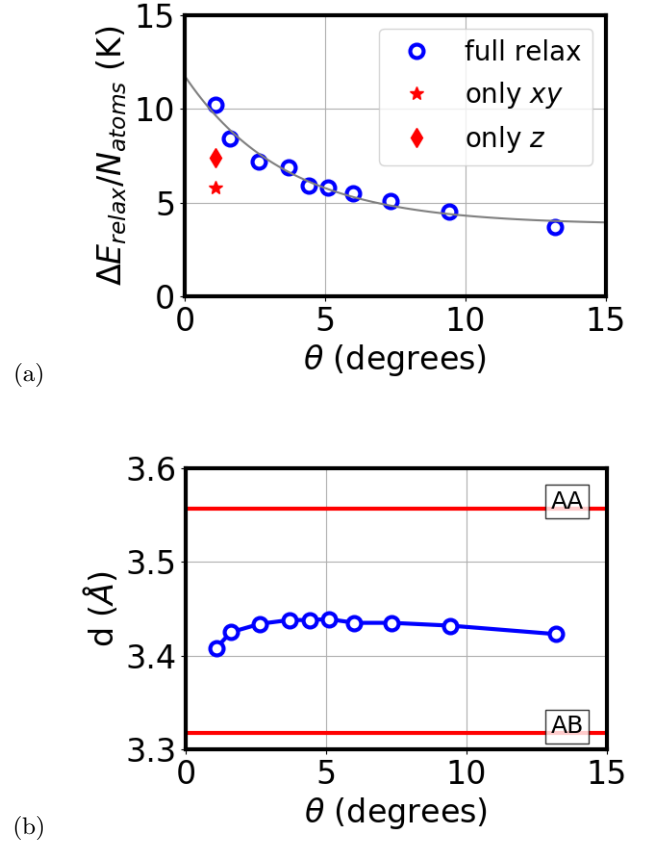 15
10
5
0
ΔE_relax/N_atoms (K)
full relax
only xy
only z
0
5
10
15
θ (degrees)
(a)
3.6
3.5
3.4
3.3
d (Å)
AA
AB
0
5
10
15
θ (degrees)
(b)